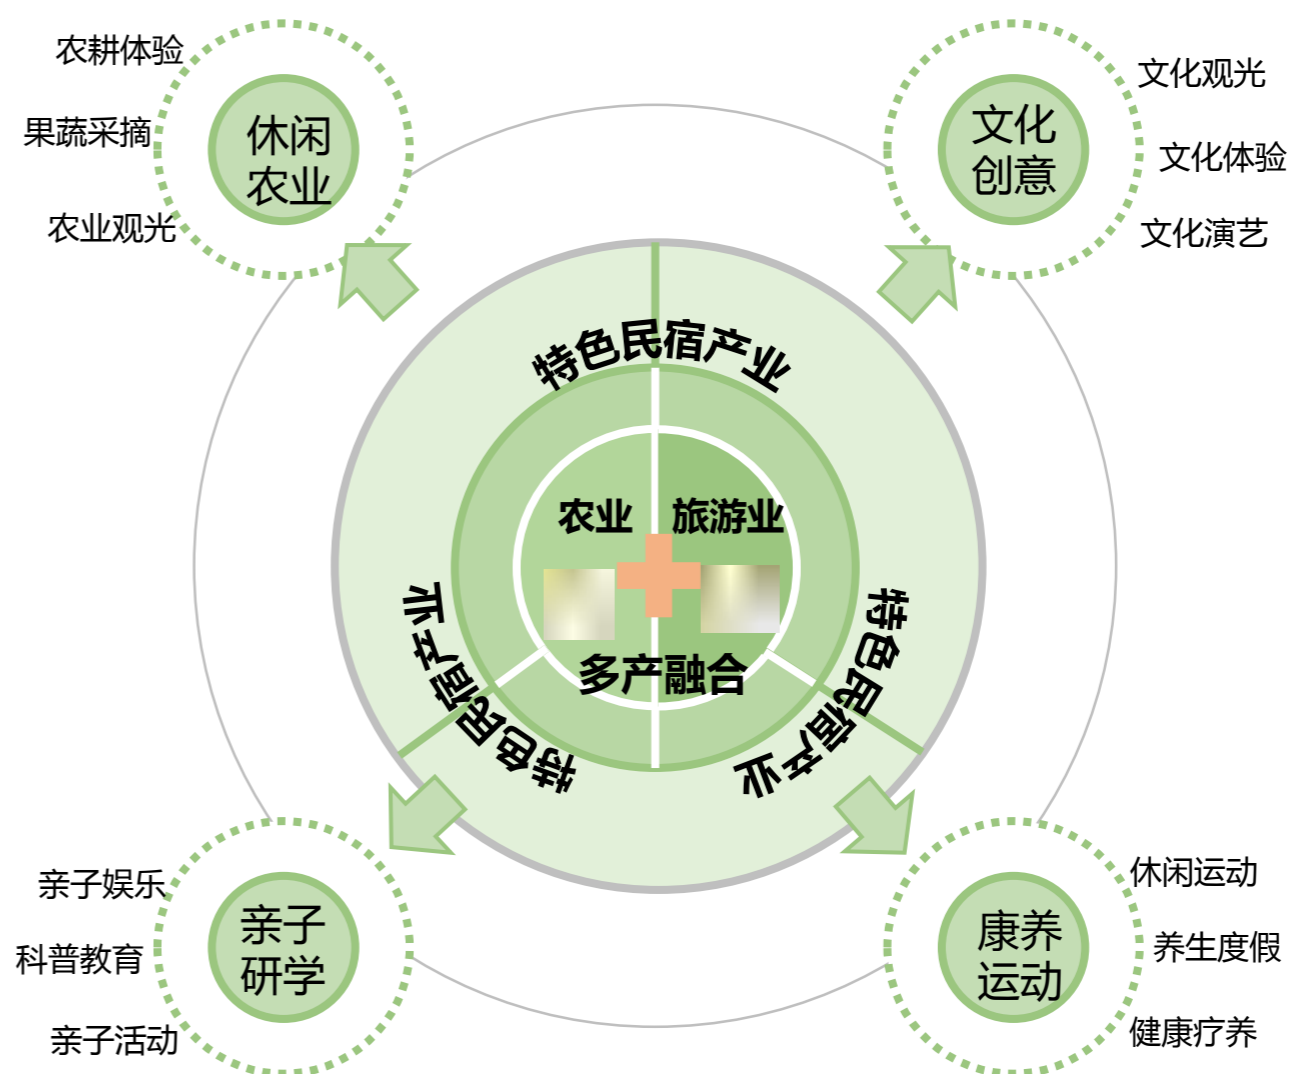 农耕体验
果蔬采摘
农业观光
休闲
农业
文化
创意
文化观光
文化体验
文化演艺
特色民宿产业
农业
旅游业
多产融合
特色民宿产业
特色民宿产业
亲子娱乐
科普教育
亲子活动
亲子
研学
康养
运动
休闲运动
养生度假
健康疗养